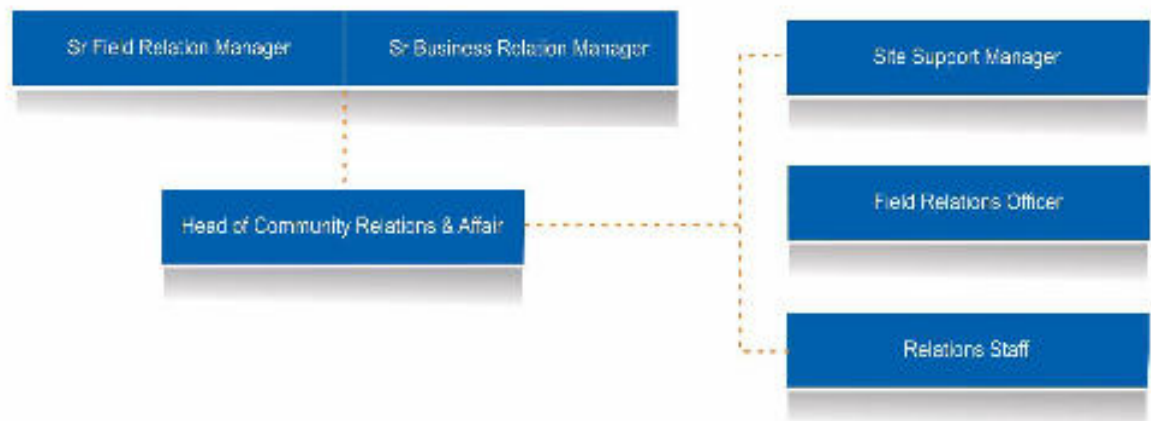 Sr Field Relation Manager
Sr Business Relation Manager
Site Support Manager
Head of Community Relations & Affair
Field Relations Officer
Relations Staff